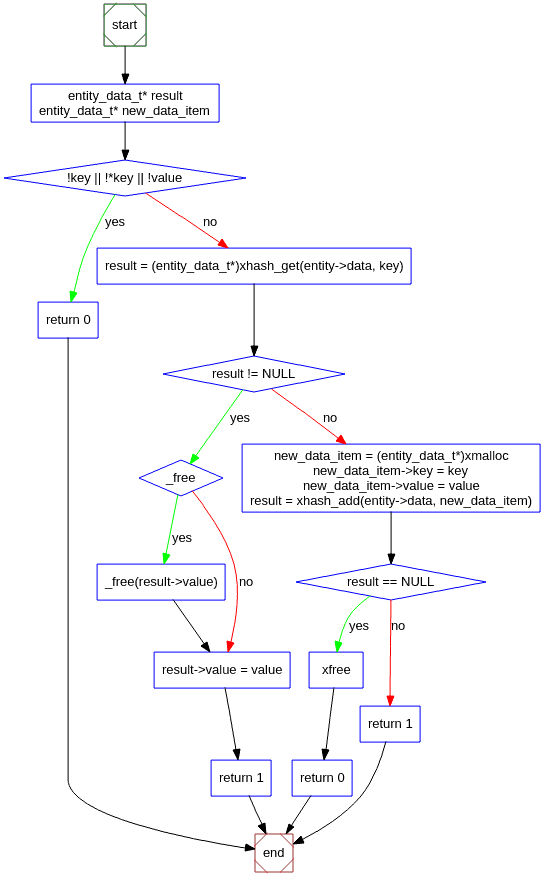 start
entity_data_t* result
entity_data_t* new_data_item
!key || !*key || !value
yes
no
result = (entity_data_t*)xhash_get(entity->data, key)
return 0
result != NULL
yes
no
new_data_item = (entity_data_t*)xmalloc
new_data_item->key = key
new_data_item->value = value
result = xhash_add(entity->data, new_data_item)
_free
yes
no
_free(result->value)
result == NULL
yes
no
result->value = value
xfree
return 1
return 1
return 0
end